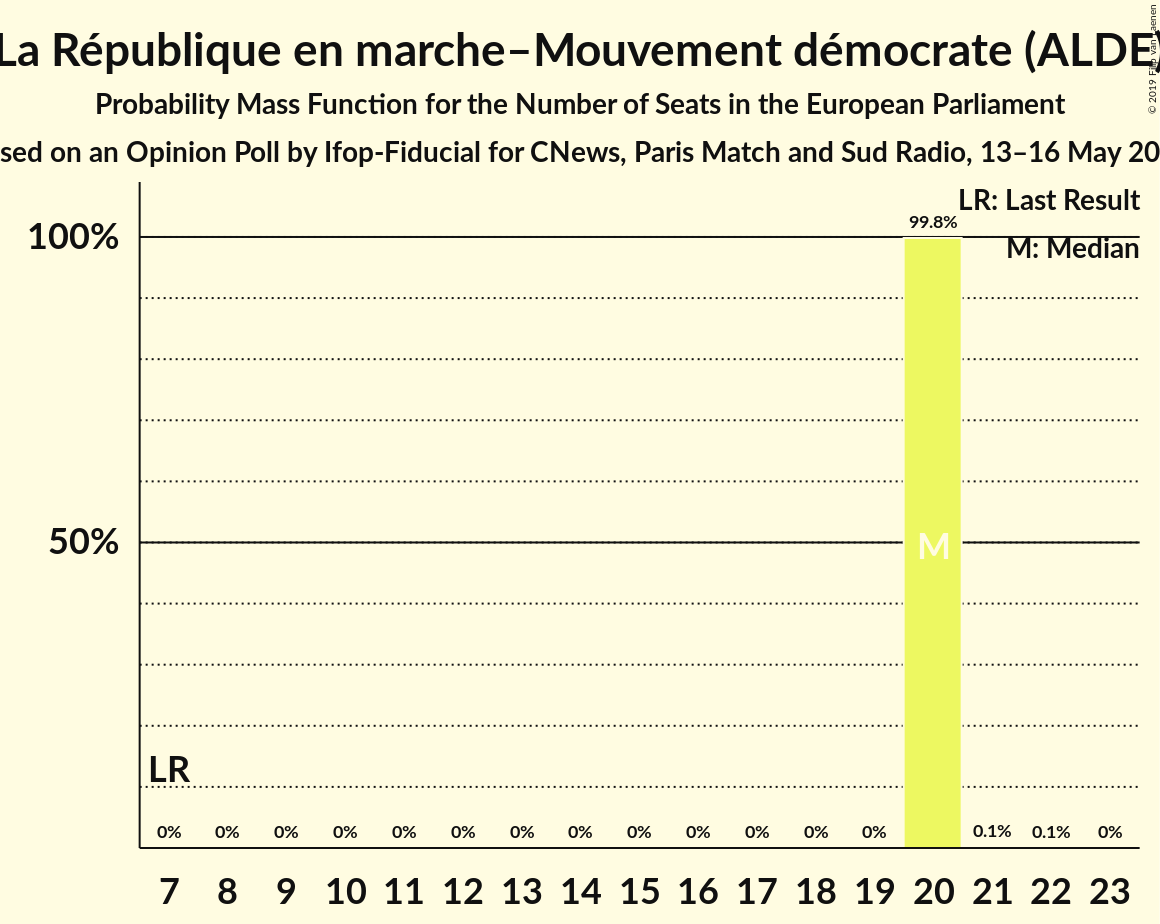 La République en marche–Mouvement démocrate (ALDE)
Probability Mass Function for the Number of Seats in the European Parliament
sed on an Opinion Poll by Ifop-Fiducial for CNews, Paris Match and Sud Radio, 13–16 May 20
© 2019 Filip van Laenen
LR: Last Result
M: Median
99.8%
100%
50%
M
LR
0% 0% 0% 0% 0% 0% 0% 0% 0% 0% 0% 0% 0% 0.1% 0.1% 0%
7 8 9 10 11 12 13 14 15 16 17 18 19 20 21 22 23